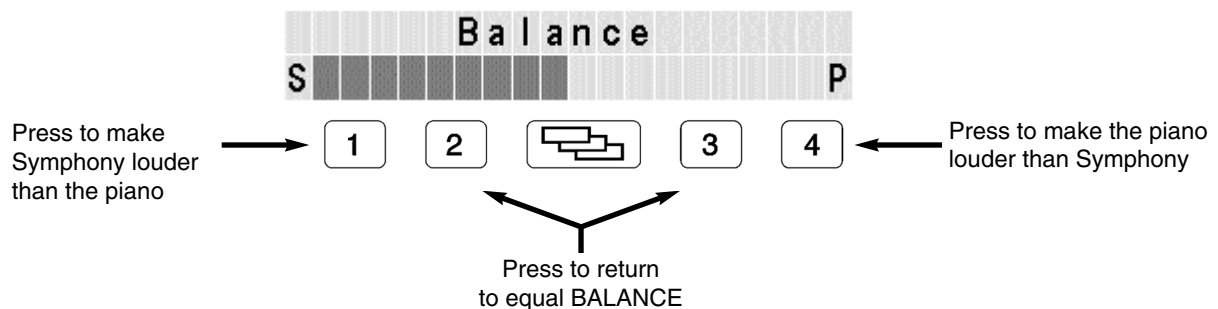 Balance
S P
1 2 3 4
Press to make
Symphony louder
than the piano
Press to make the piano
louder than Symphony
Press to return
to equal BALANCE